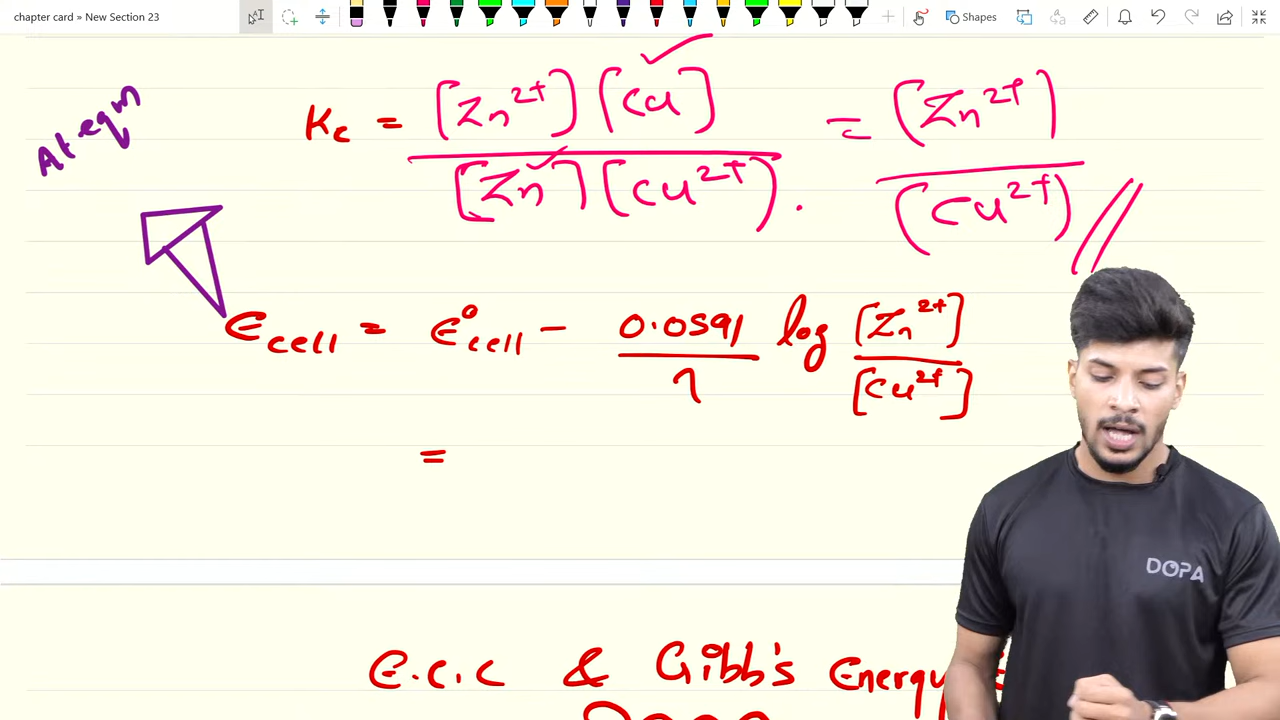 chapter card » New Section 23
Shapes
At eqm
Kc = [Zn²⁺] [Cu] / [Zn] [Cu²⁺] . = [Zn²⁺] / [Cu²⁺] //
Ecell = E⁰cell - 0.0591 / 2 log [Zn²⁺] / [Cu²⁺]
=
DOPA
E.C.C & Gibb's Energy